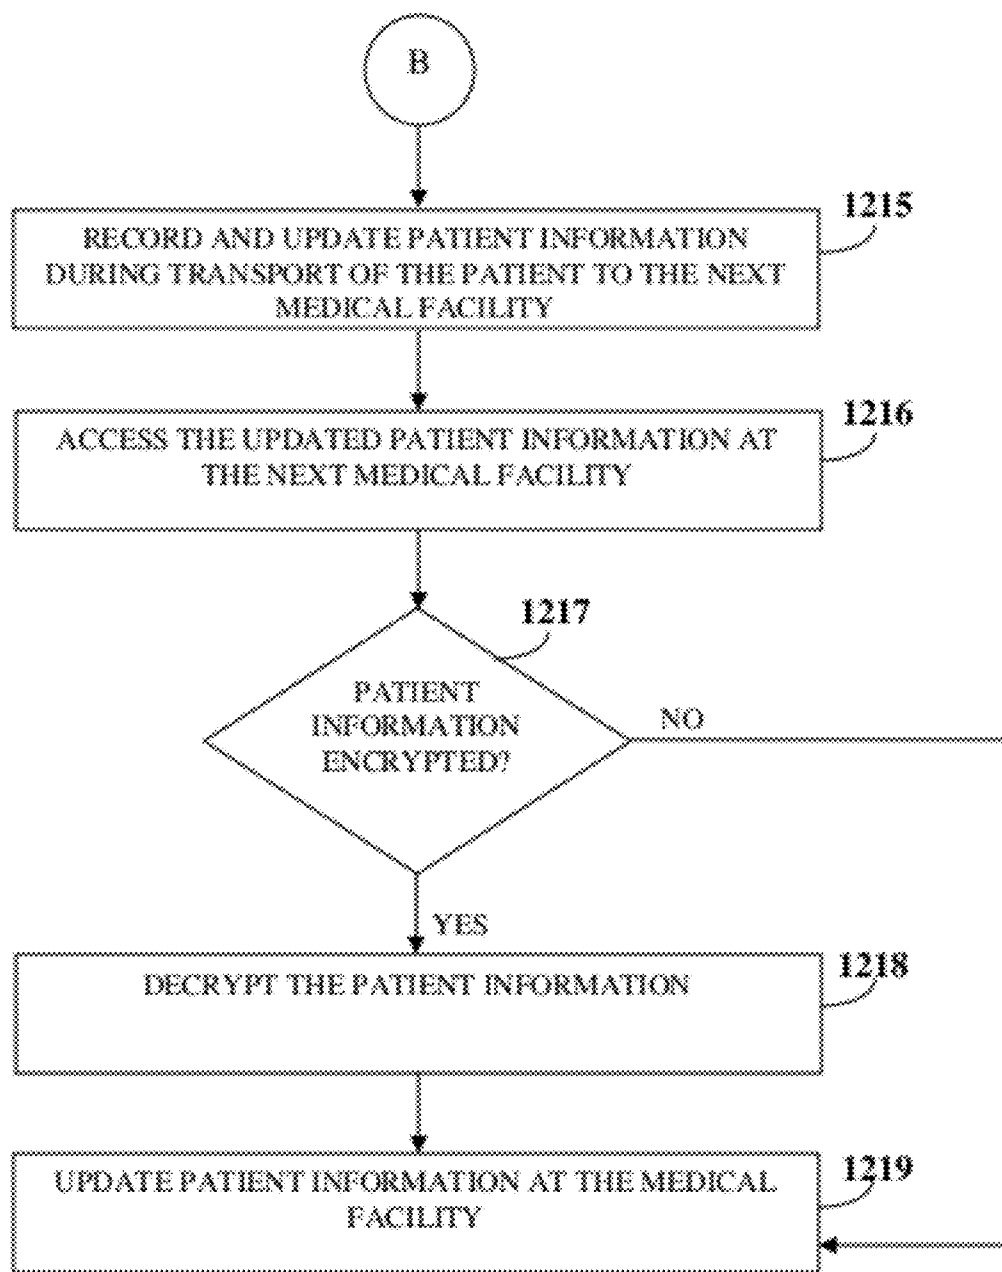 B
1215
RECORD AND UPDATE PATIENT INFORMATION
DURING TRANSPORT OF THE PATIENT TO THE NEXT
MEDICAL FACILITY
1216
ACCESS THE UPDATED PATIENT INFORMATION AT
THE NEXT MEDICAL FACILITY
1217
PATIENT
INFORMATION
ENCRYPTED?
NO
YES
1218
DECRYPT THE PATIENT INFORMATION
1219
UPDATE PATIENT INFORMATION AT THE MEDICAL
FACILITY